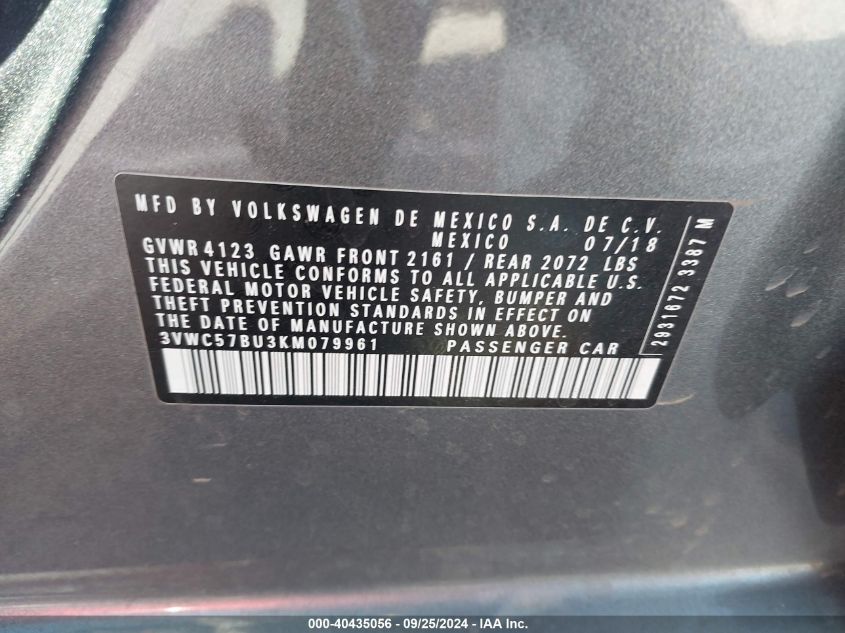 MFD BY VOLKSWAGEN DE MEXICO S.A. DE C.V.
MEXICO 07/18
GVWR 4123 GAWR FRONT 2161 / REAR 2072 LBS
THIS VEHICLE CONFORMS TO ALL APPLICABLE U.S.
FEDERAL MOTOR VEHICLE SAFETY, BUMPER AND
THEFT PREVENTION STANDARDS IN EFFECT ON
THE DATE OF MANUFACTURE SHOWN ABOVE.
3VWC57BU3KM079961 PASSENGER CAR
2931672 3387 M
000-40435056 - 09/25/2024 - IAA Inc.